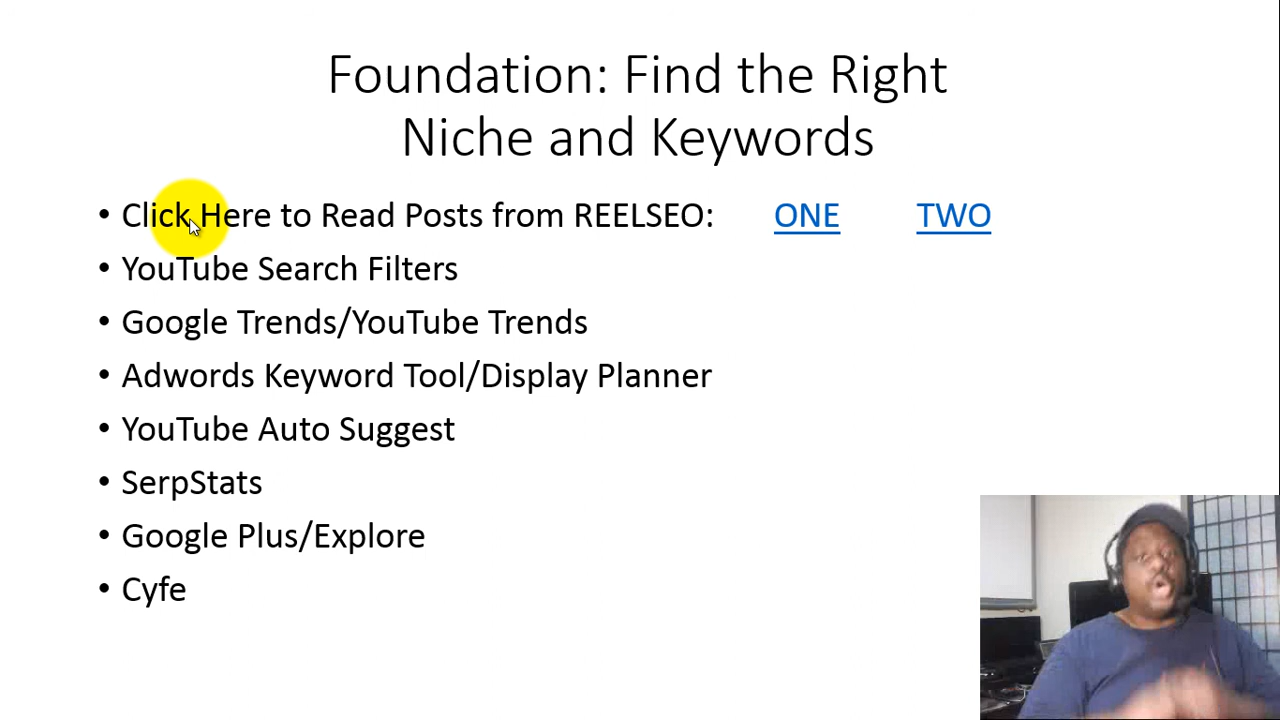 Foundation: Find the Right
Niche and Keywords
• Click Here to Read Posts from REELSEO: ONE TWO
• YouTube Search Filters
• Google Trends/YouTube Trends
• Adwords Keyword Tool/Display Planner
• YouTube Auto Suggest
• SerpStats
• Google Plus/Explore
• Cyfe